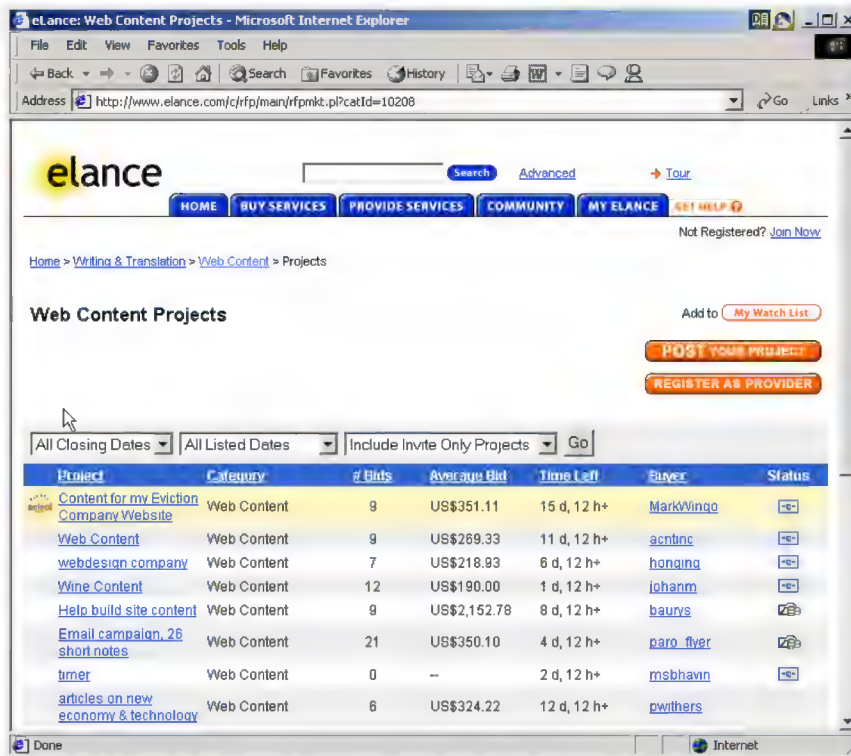 eLance: Web Content Projects - Microsoft Internet Explorer
File Edit View Favorites Tools Help
Back Search Favorites History
Address http://www.elance.com/c/rfp/main/rfpmkt.pl?catId=10208 Go Links »
elance Search Advanced Tour
HOME BUY SERVICES PROVIDE SERVICES COMMUNITY MY ELANCE GET HELP
Not Registered? Join Now
Home > Writing & Translation > Web Content > Projects
Web Content Projects
Add to My Watch List
POST YOUR PROJECT
REGISTER AS PROVIDER
All Closing Dates All Listed Dates Include Invite Only Projects Go
Project Category # Bids Average Bid Time Left Buyer Status
select Content for my Eviction Company Website Web Content 9 US$351.11 15 d, 12 h+ MarkWingo
Web Content Web Content 9 US$269.33 11 d, 12 h+ acntinc
webdesign company Web Content 7 US$218.93 6 d, 12 h+ honging
Wine Content Web Content 12 US$190.00 1 d, 12 h+ johanm
Help build site content Web Content 9 US$2,152.78 8 d, 12 h+ baurys
Email campaign, 26 short notes Web Content 21 US$350.10 4 d, 12 h+ paro_flyer
timer Web Content 0 -- 2 d, 12 h+ msbhavin
articles on new economy & technology Web Content 6 US$324.22 12 d, 12 h+ pwithers
Done Internet